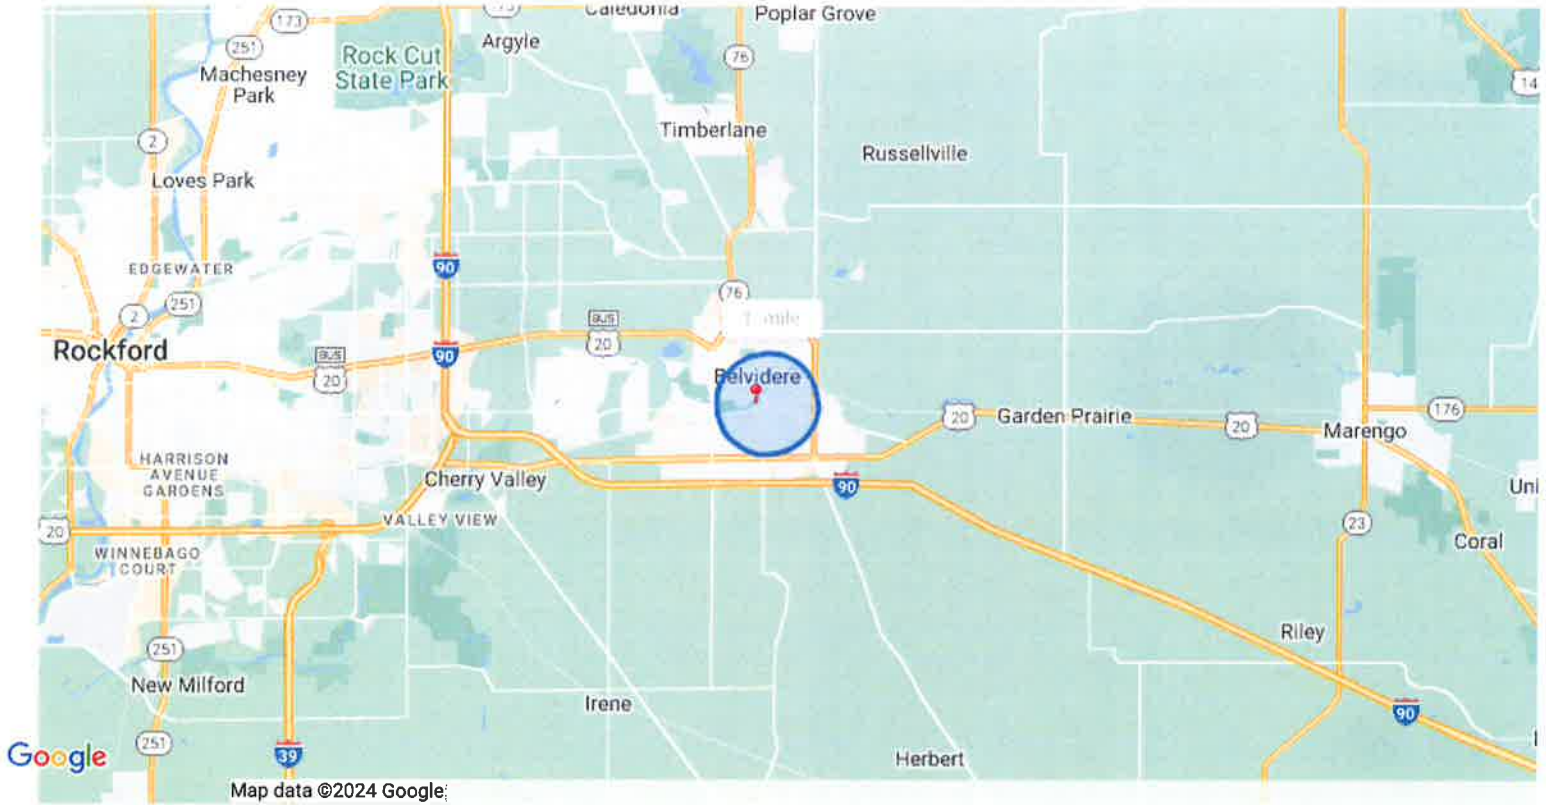 173
173
Caledonia
Poplar Grove
251
Argyle
Rock Cut
State Park
76
Machesney
Park
14
2
Timberlane
Russellville
Loves Park
EDGEWATER
90
251
76
2
BUS
20
mile
Rockford
BUS
20
90
Belvidere
20
Garden Prairie
20
176
Marengo
HARRISON
AVENUE
GARDENS
Cherry Valley
90
Uni
20
VALLEY VIEW
23
WINNEBAGO
COURT
Coral
Riley
251
New Milford
Irene
90
251
39
Google
Herbert
Map data ©2024 Google